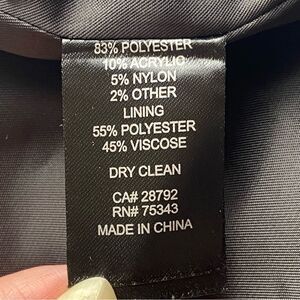 83% POLYESTER
10% ACRYLIC
5% NYLON
2% OTHER
LINING
55% POLYESTER
45% VISCOSE
DRY CLEAN
CA# 28792
RN# 75343
MADE IN CHINA